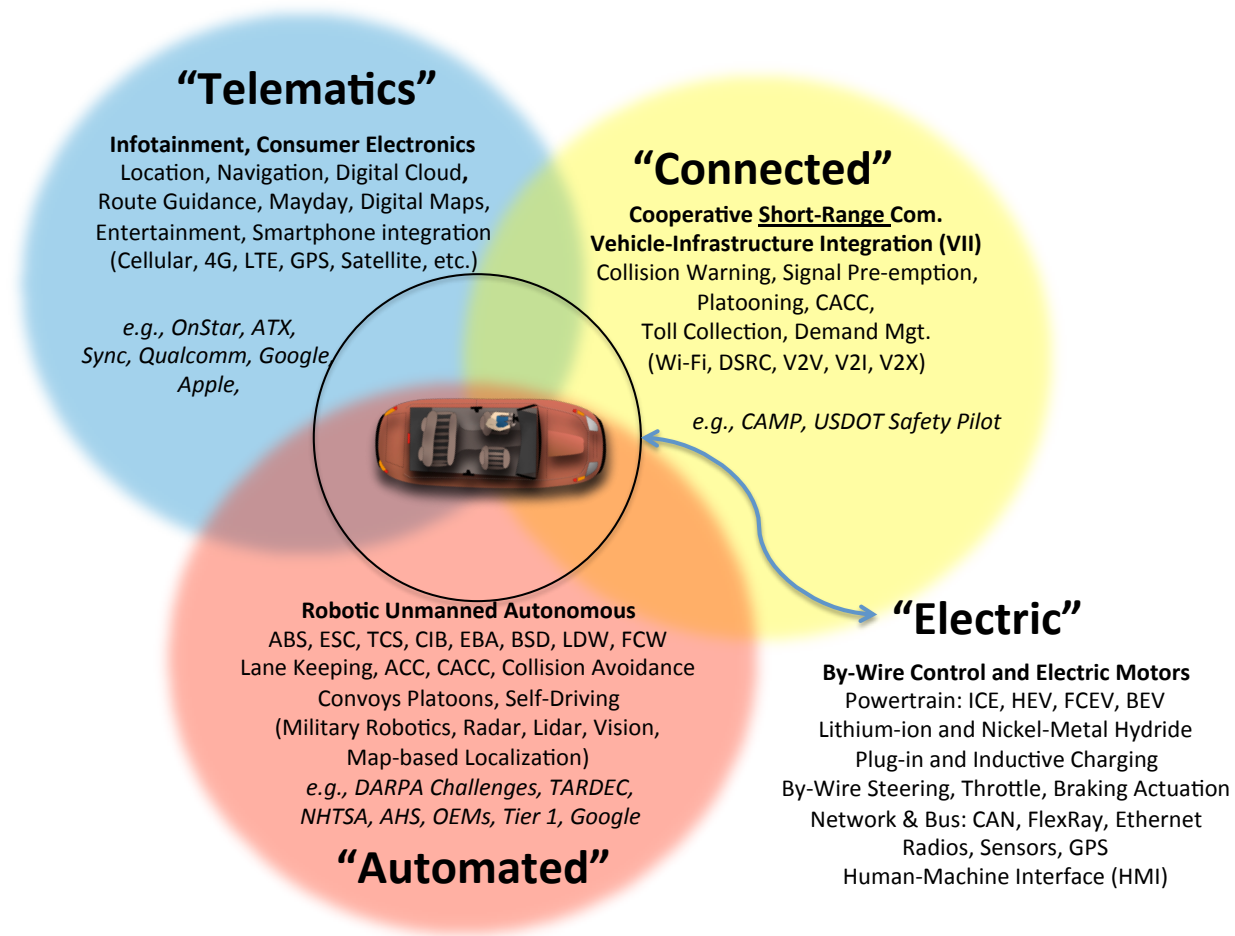 “Telematics”
Infotainment, Consumer Electronics
Location, Navigation, Digital Cloud,
Route Guidance, Mayday, Digital Maps,
Entertainment, Smartphone integration
(Cellular, 4G, LTE, GPS, Satellite, etc.)
e.g., OnStar, ATX,
Sync, Qualcomm, Google,
Apple,
“Connected”
Cooperative Short-Range Com.
Vehicle-Infrastructure Integration (VII)
Collision Warning, Signal Pre-emption,
Platooning, CACC,
Toll Collection, Demand Mgt.
(Wi-Fi, DSRC, V2V, V2I, V2X)
e.g., CAMP, USDOT Safety Pilot
Robotic Unmanned Autonomous
ABS, ESC, TCS, CIB, EBA, BSD, LDW, FCW
Lane Keeping, ACC, CACC, Collision Avoidance
Convoys Platoons, Self-Driving
(Military Robotics, Radar, Lidar, Vision,
Map-based Localization)
e.g., DARPA Challenges, TARDEC,
NHTSA, AHS, OEMs, Tier 1, Google
“Automated”
“Electric”
By-Wire Control and Electric Motors
Powertrain: ICE, HEV, FCEV, BEV
Lithium-ion and Nickel-Metal Hydride
Plug-in and Inductive Charging
By-Wire Steering, Throttle, Braking Actuation
Network & Bus: CAN, FlexRay, Ethernet
Radios, Sensors, GPS
Human-Machine Interface (HMI)